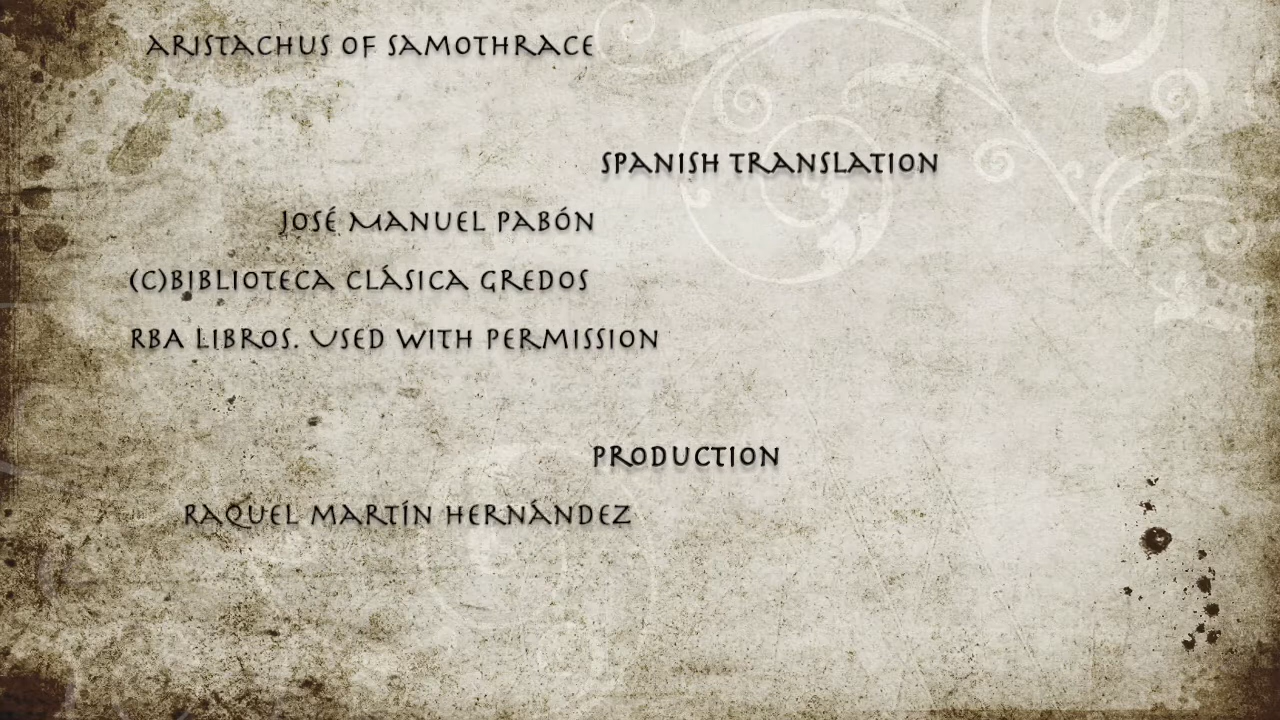 ARISTACHUS OF SAMOTHRACE
SPANISH TRANSLATION
JOSÉ MANUEL PABÓN
(C)BIBLIOTECA CLÁSICA GREDOS
RBA LIBROS. USED WITH PERMISSION
PRODUCTION
RAQUEL MARTÍN HERNÁNDEZ